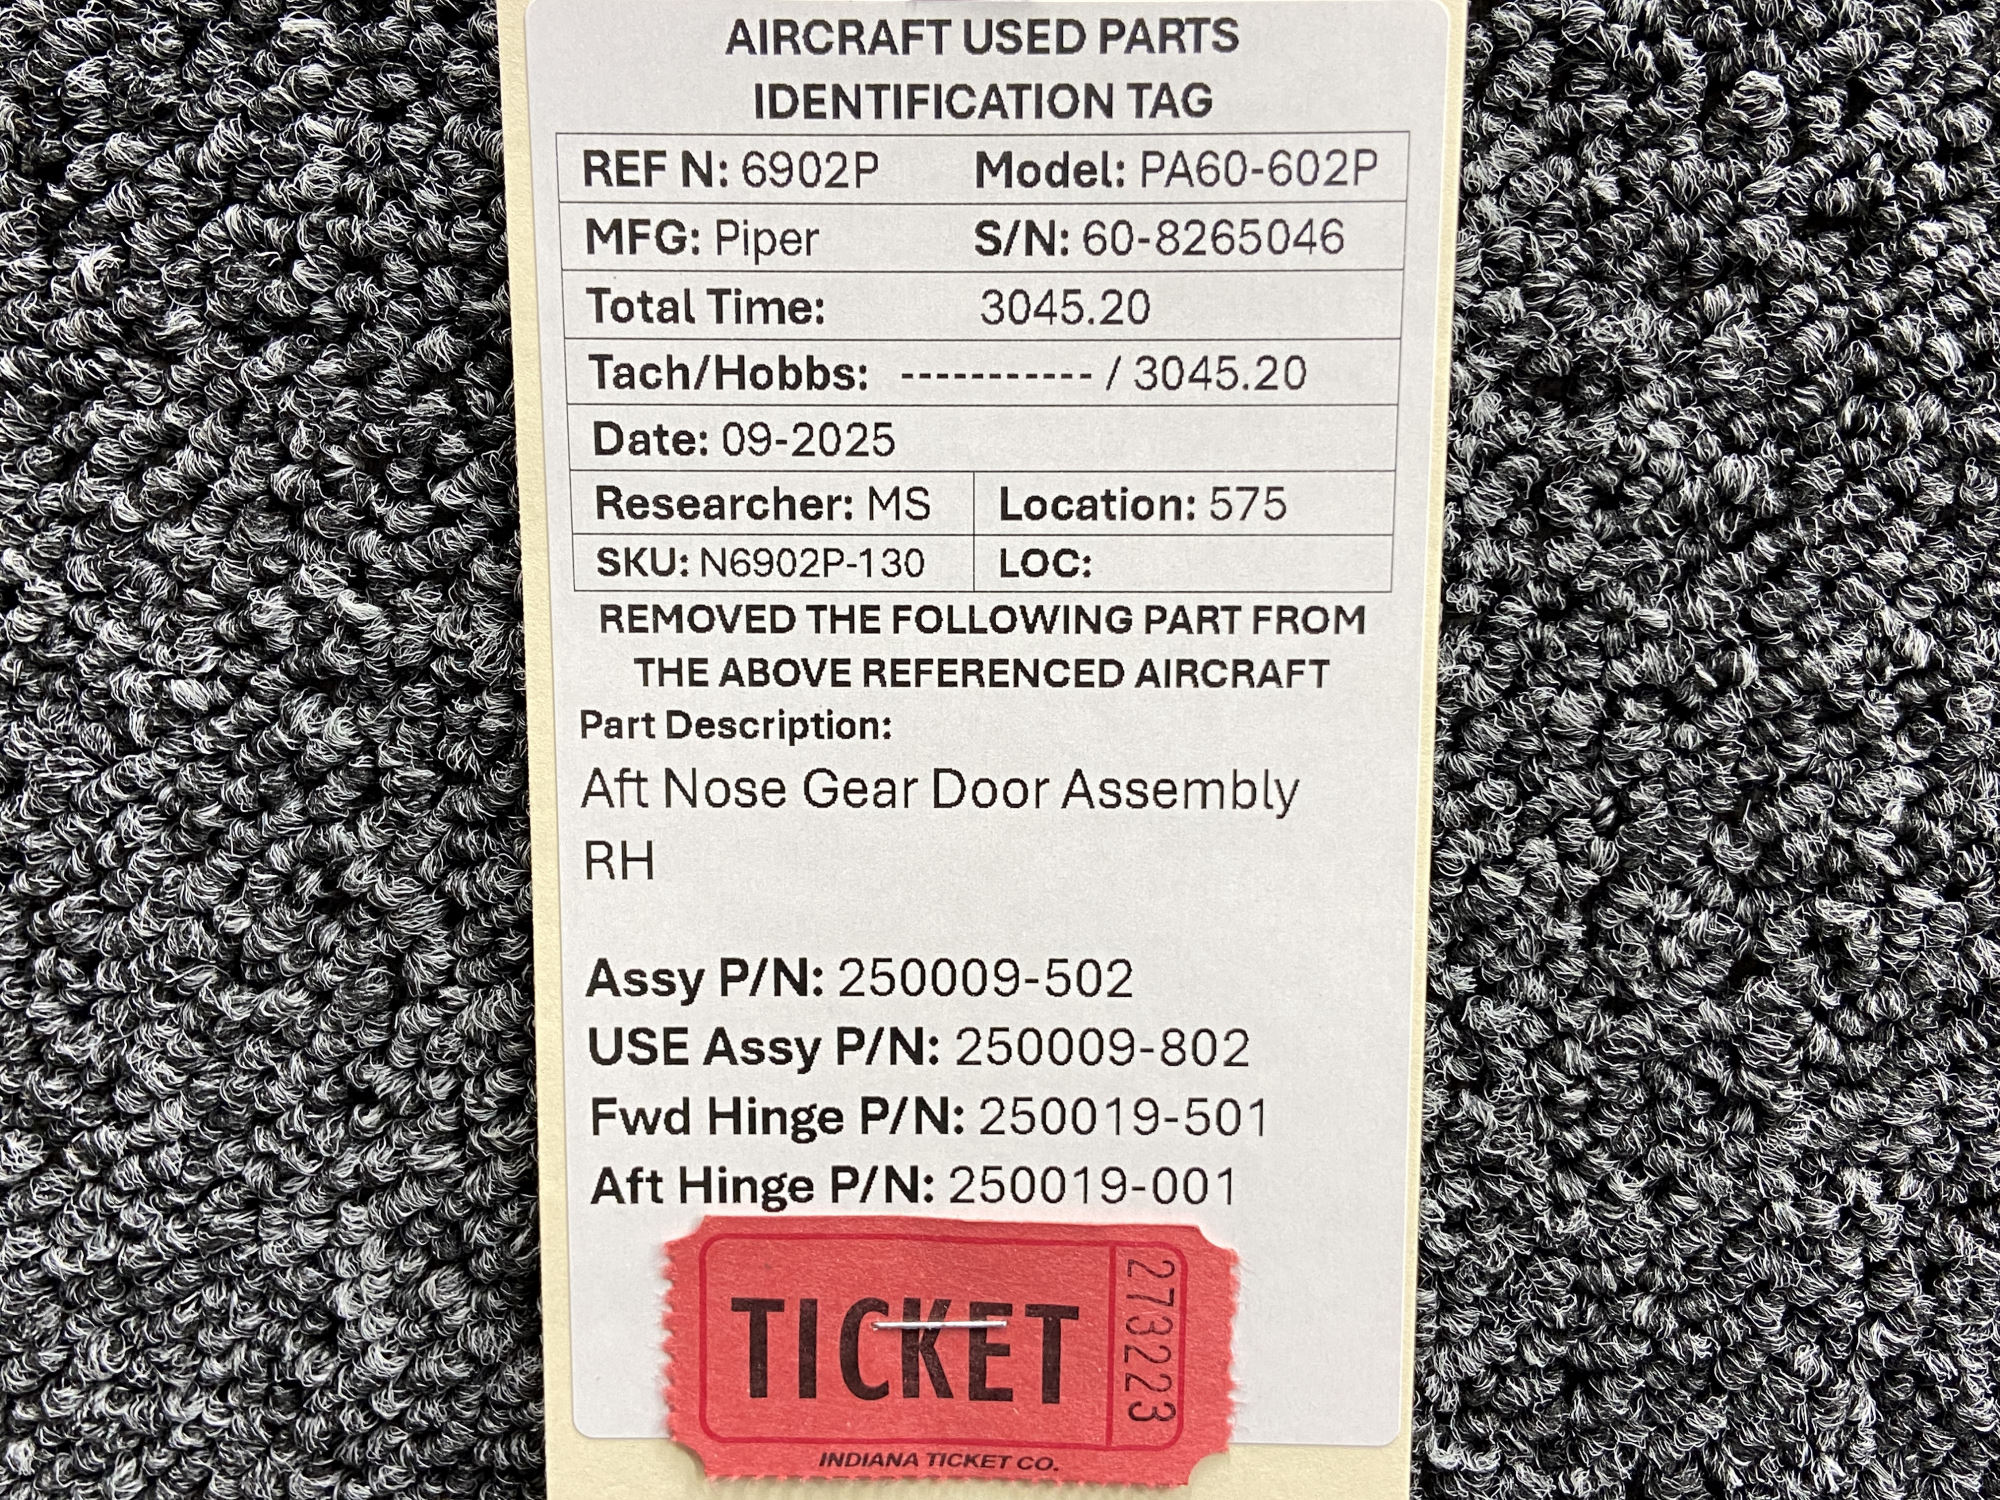 AIRCRAFT USED PARTS
IDENTIFICATION TAG
REF N: 6902P Model: PA60-602P
MFG: Piper S/N: 60-8265046
Total Time: 3045.20
Tach/Hobbs: ----------- / 3045.20
Date: 09-2025
Researcher: MS Location: 575
SKU: N6902P-130 LOC:
REMOVED THE FOLLOWING PART FROM
THE ABOVE REFERENCED AIRCRAFT
Part Description:
Aft Nose Gear Door Assembly
RH
Assy P/N: 250009-502
USE Assy P/N: 250009-802
Fwd Hinge P/N: 250019-501
Aft Hinge P/N: 250019-001
TICKET
273223
INDIANA TICKET CO.